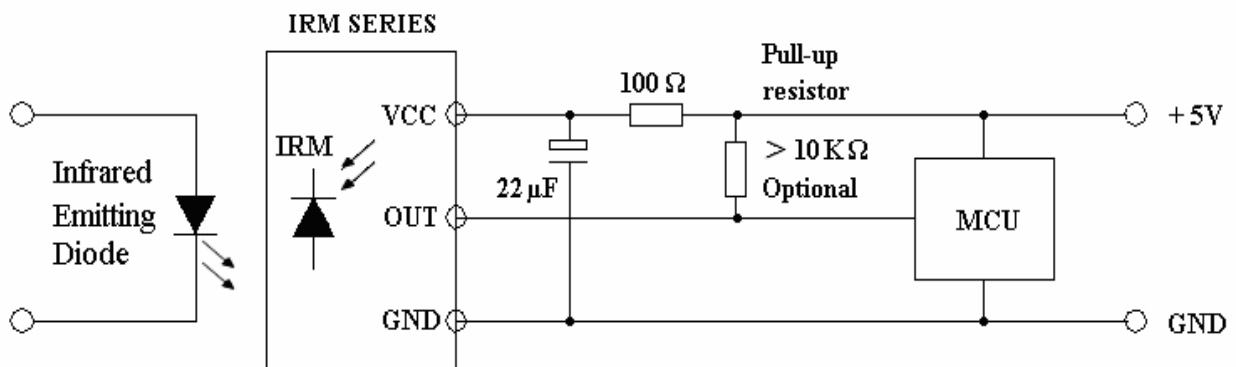 IRM SERIES
Pull-up
resistor
100 Ω
VCC
+5V
IRM
> 10 K Ω
Optional
22 µF
Infrared
Emitting
Diode
OUT
MCU
GND
GND